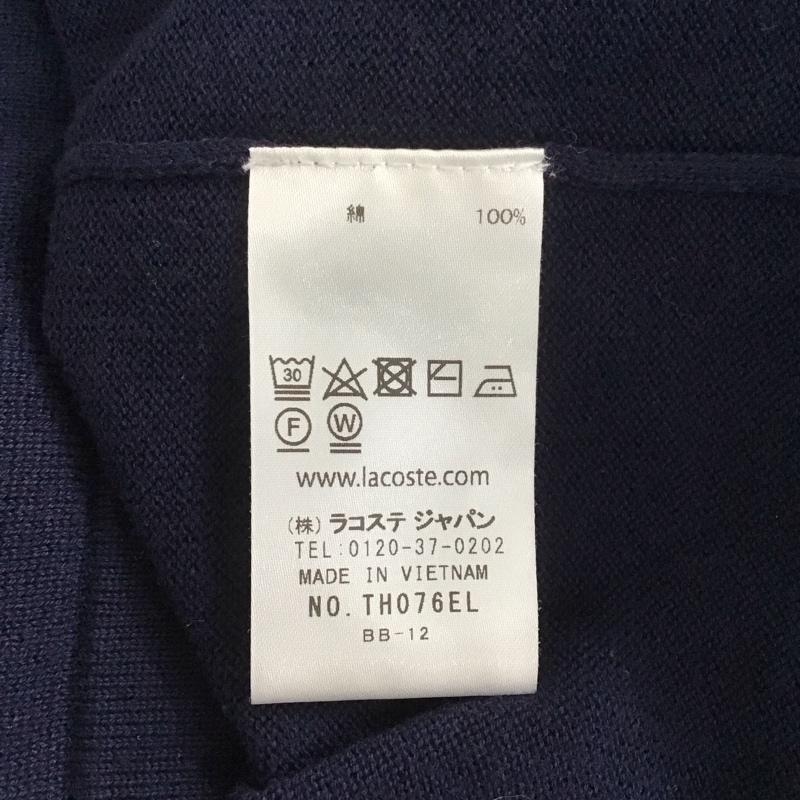 綿 100%
30
F W
www.lacoste.com
(株) ラコステ ジャパン
TEL:0120-37-0202
MADE IN VIETNAM
NO. TH076EL
BB-12